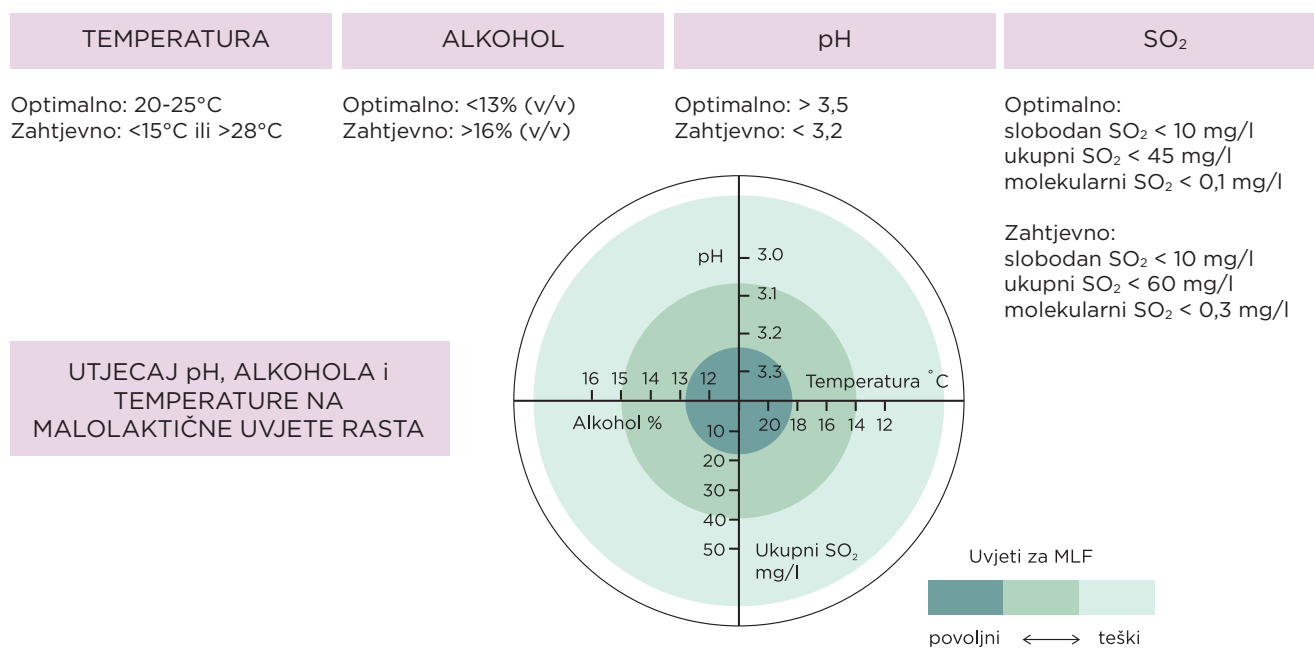 TEMPERATURA
Optimalno: 20-25°C
Zahtjevno: <15°C ili >28°C
ALKOHOL
Optimalno: <13% (v/v)
Zahtjevno: >16% (v/v)
pH
Optimalno: > 3,5
Zahtjevno: < 3,2
SO₂
Optimalno:
slobodan SO₂ < 10 mg/l
ukupni SO₂ < 45 mg/l
molekularni SO₂ < 0,1 mg/l
Zahtjevno:
slobodan SO₂ < 10 mg/l
ukupni SO₂ < 60 mg/l
molekularni SO₂ < 0,3 mg/l
UTJECAJ pH, ALKOHOLA i
TEMPERATURE NA
MALOLAKTIČNE UVJETE RASTA
pH
3.0
3.1
3.2
3.3
16 15 14 13 12
Alkohol %
Temperatura °C
20 18 16 14 12
10
20
30
40
50
Ukupni SO₂
mg/l
Uvjeti za MLF
povoljni ⟷ teški